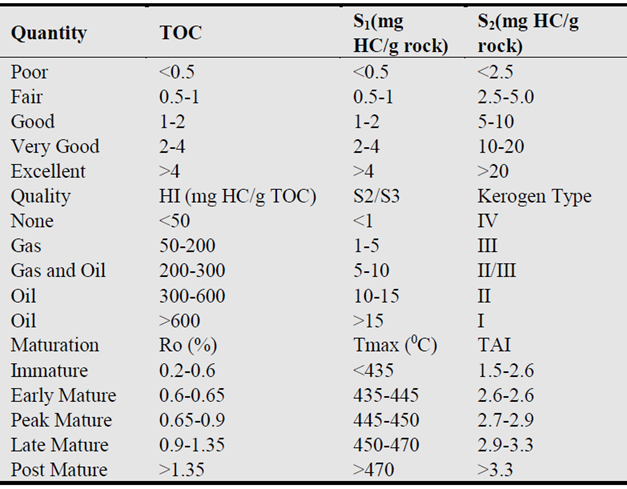 Quantity TOC S₁(mg HC/g rock) S₂(mg HC/g rock)
Poor <0.5 <0.5 <2.5
Fair 0.5-1 0.5-1 2.5-5.0
Good 1-2 1-2 5-10
Very Good 2-4 2-4 10-20
Excellent >4 >4 >20
Quality HI (mg HC/g TOC) S2/S3 Kerogen Type
None <50 <1 IV
Gas 50-200 1-5 III
Gas and Oil 200-300 5-10 II/III
Oil 300-600 10-15 II
Oil >600 >15 I
Maturation Ro (%) Tmax (⁰C) TAI
Immature 0.2-0.6 <435 1.5-2.6
Early Mature 0.6-0.65 435-445 2.6-2.6
Peak Mature 0.65-0.9 445-450 2.7-2.9
Late Mature 0.9-1.35 450-470 2.9-3.3
Post Mature >1.35 >470 >3.3